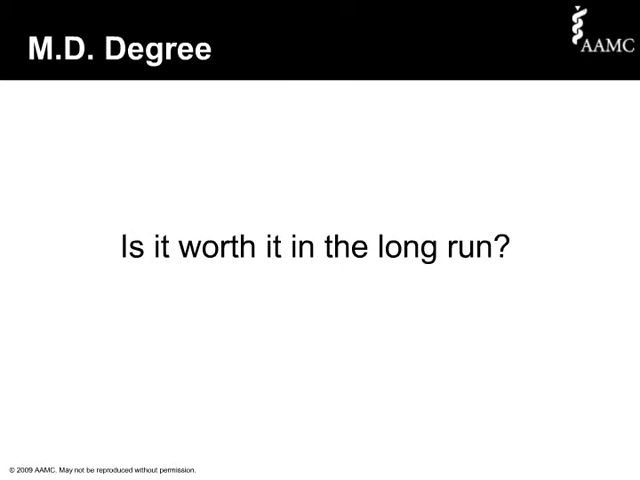 M.D. Degree
AAMC
Is it worth it in the long run?
© 2009 AAMC. May not be reproduced without permission.